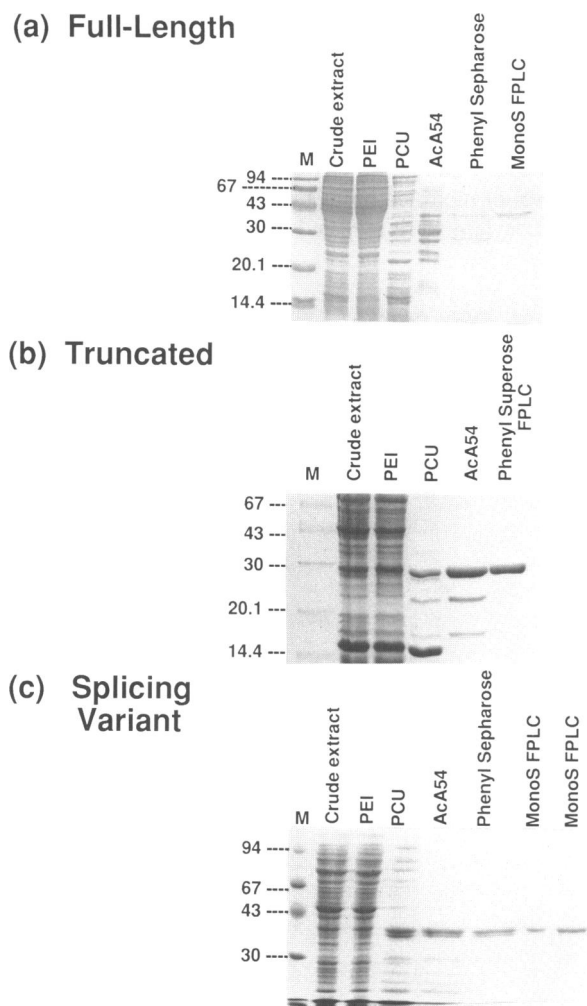 (a) Full-Length
M
Crude extract
PEI
PCU
AcA54
Phenyl Sepharose
MonoS FPLC
94 ----
67 --------
43 ----
30 ----
20.1 ---
14.4 ---
(b) Truncated
M
Crude extract
PEI
PCU
AcA54
Phenyl Superose
FPLC
67 ---
43 ---
30 ---
20.1 ---
14.4 ---
(c) Splicing
Variant
M
Crude extract
PEI
PCU
AcA54
Phenyl Sepharose
MonoS FPLC
MonoS FPLC
94 ----
67 ---
43 ---
30 ---